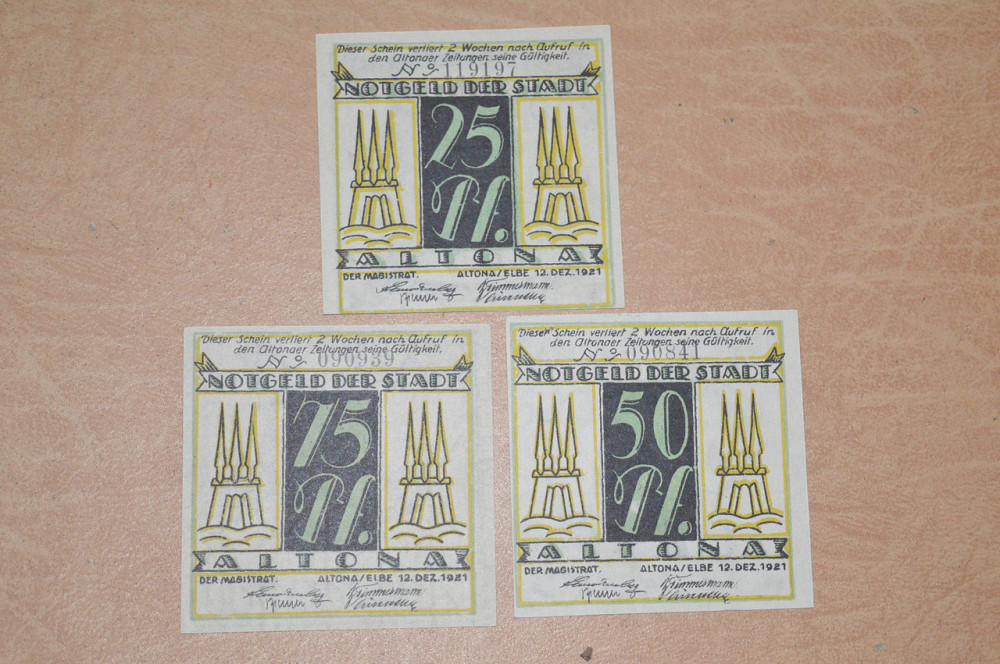 Dieser Schein verliert 2 Wochen nach Aufruf in
den Altonaer Zeitungen seine Gültigkeit.
No 119197
NOTGELD DER STADT
25
Pf.
ALTONA
DER MAGISTRAT. ALTONA/ELBE 12. DEZ. 1921
Dieser Schein verliert 2 Wochen nach Aufruf in
den Altonaer Zeitungen seine Gültigkeit.
No 090939
NOTGELD DER STADT
75
Pf.
ALTONA
DER MAGISTRAT. ALTONA/ELBE 12. DEZ. 1921
Dieser Schein verliert 2 Wochen nach Aufruf in
den Altonaer Zeitungen seine Gültigkeit.
No 090841
NOTGELD DER STADT
50
Pf.
ALTONA
DER MAGISTRAT. ALTONA/ELBE 12. DEZ. 1921